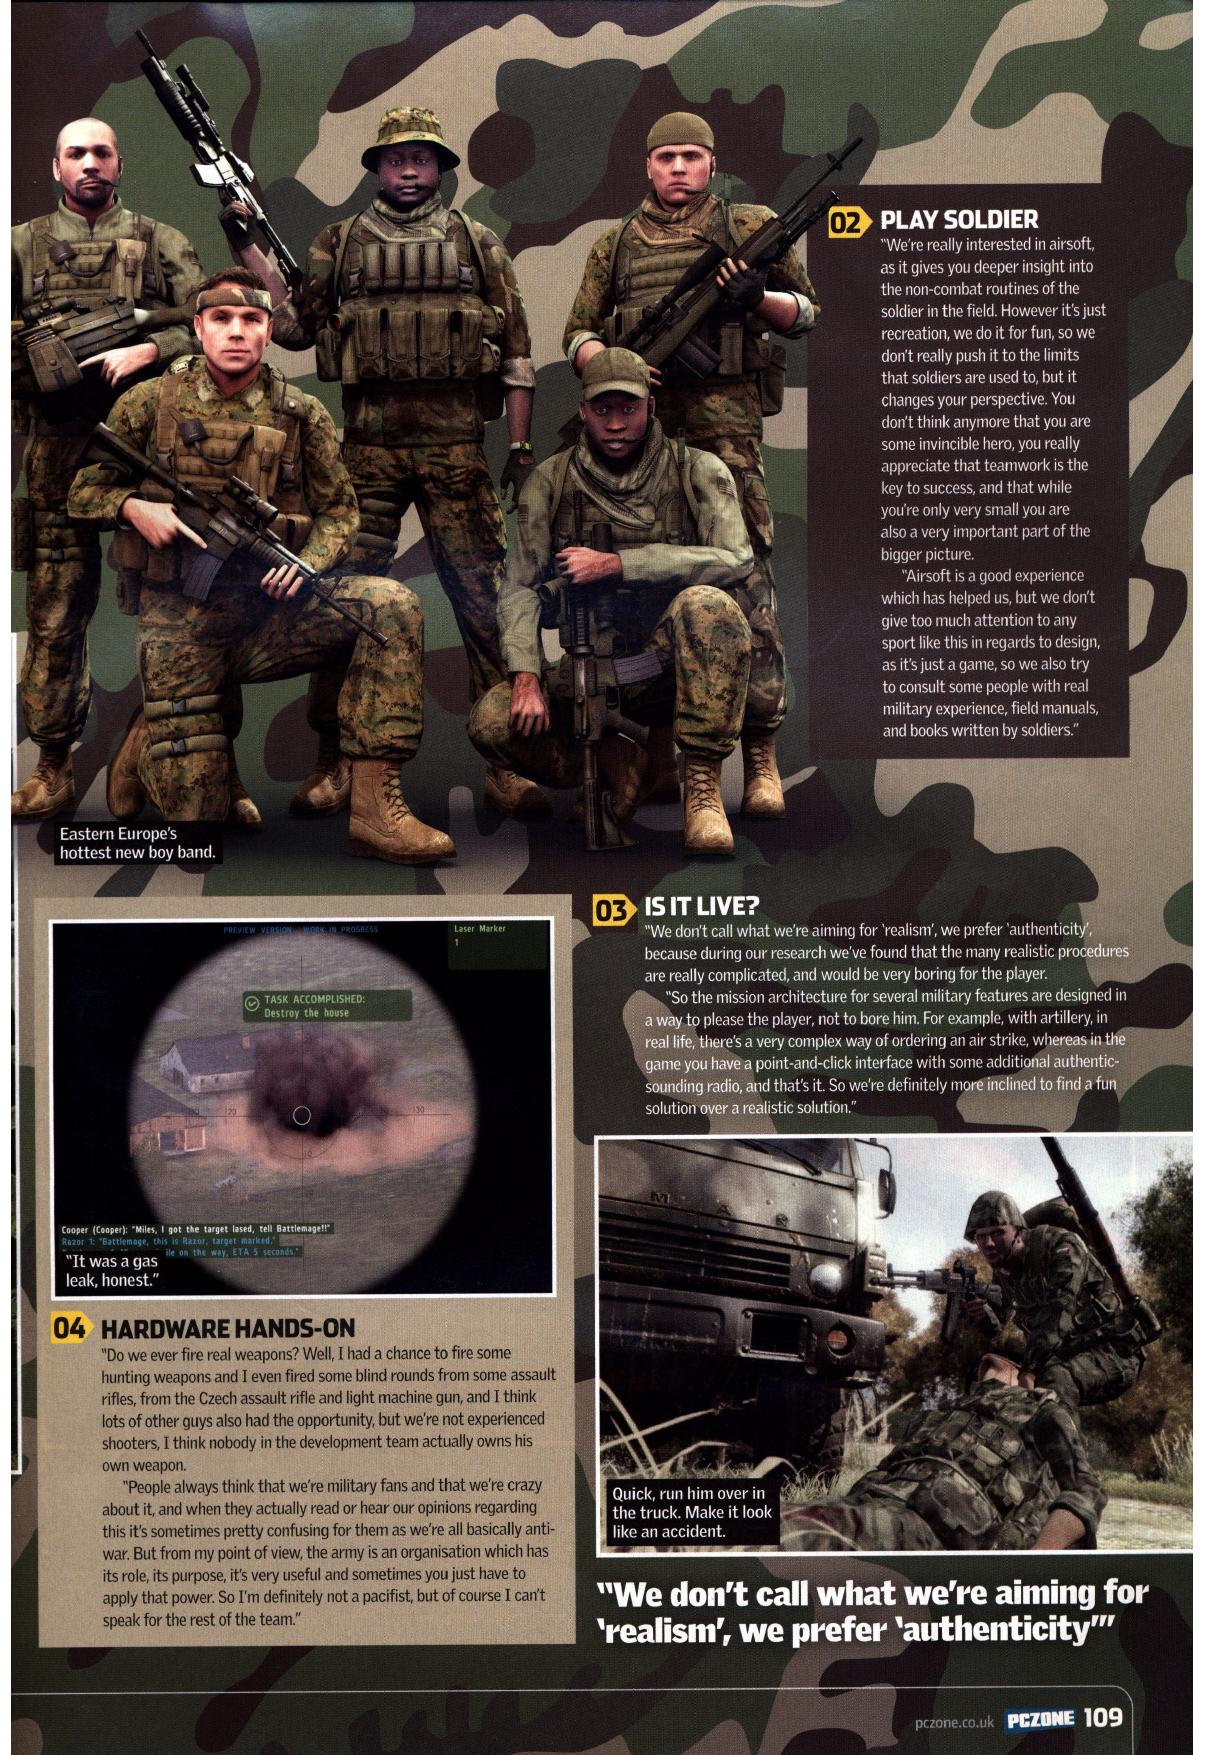 02 PLAY SOLDIER
"We're really interested in airsoft,
as it gives you deeper insight into
the non-combat routines of the
soldier in the field. However it's just
recreation, we do it for fun, so we
don't really push it to the limits
that soldiers are used to, but it
changes your perspective. You
don't think anymore that you are
some invincible hero, you really
appreciate that teamwork is the
key to success, and that while
you're only very small you are
also a very important part of the
bigger picture.
"Airsoft is a good experience
which has helped us, but we don't
give too much attention to any
sport like this in regards to design,
as it's just a game, so we also try
to consult some people with real
military experience, field manuals,
and books written by soldiers."
Eastern Europe's
hottest new boy band.
03 IS IT LIVE?
"We don't call what we're aiming for 'realism', we prefer 'authenticity',
because during our research we've found that the many realistic procedures
are really complicated, and would be very boring for the player.
"So the mission architecture for several military features are designed in
a way to please the player, not to bore him. For example, with artillery, in
real life, there's a very complex way of ordering an air strike, whereas in the
game you have a point-and-click interface with some additional authentic-
sounding radio, and that's it. So we're definitely more inclined to find a fun
solution over a realistic solution."
PREVIEW VERSION - WORK IN PROGRESS
Laser Marker
1
TASK ACCOMPLISHED:
Destroy the house
120
130
Cooper (Cooper): "Miles, I got the target lased, tell Battlemage!!"
Razor 1: "Battlemage, this is Razor, target marked."
ile on the way, ETA 5 seconds."
"It was a gas
leak, honest."
04 HARDWARE HANDS-ON
"Do we ever fire real weapons? Well, I had a chance to fire some
hunting weapons and I even fired some blind rounds from some assault
rifles, from the Czech assault rifle and light machine gun, and I think
lots of other guys also had the opportunity, but we're not experienced
shooters, I think nobody in the development team actually owns his
own weapon.
"People always think that we're military fans and that we're crazy
about it, and when they actually read or hear our opinions regarding
this it's sometimes pretty confusing for them as we're all basically anti-
war. But from my point of view, the army is an organisation which has
its role, its purpose, it's very useful and sometimes you just have to
apply that power. So I'm definitely not a pacifist, but of course I can't
speak for the rest of the team."
Quick, run him over in
the truck. Make it look
like an accident.
"We don't call what we're aiming for
'realism', we prefer 'authenticity'"
pczone.co.uk PCZONE 109